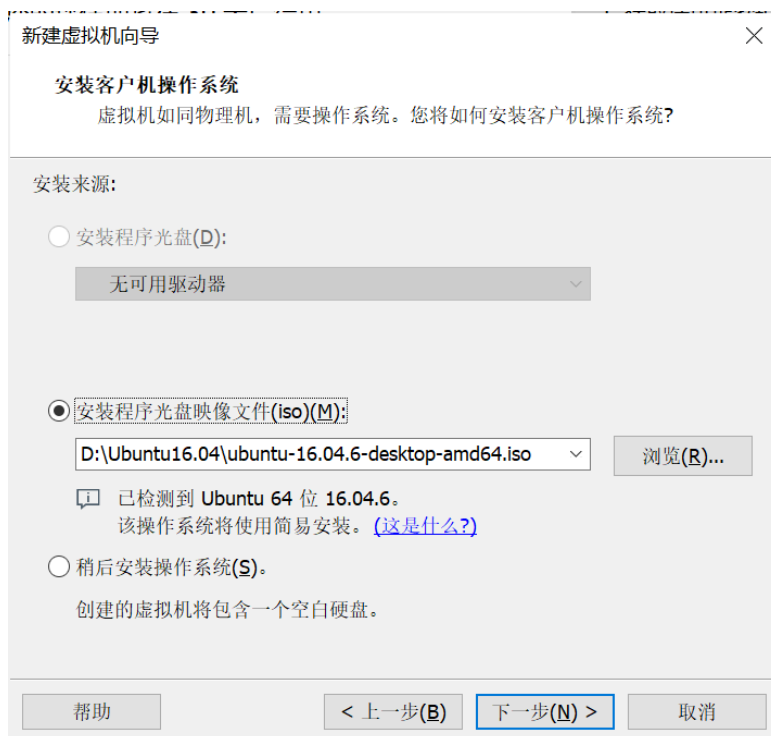 新建虚拟机向导
安装客户机操作系统
虚拟机如同物理机，需要操作系统。您将如何安装客户机操作系统?
安装来源:
安装程序光盘(D):
无可用驱动器
安装程序光盘映像文件(iso)(M):
D:\Ubuntu16.04\ubuntu-16.04.6-desktop-amd64.iso
浏览(R)...
已检测到 Ubuntu 64 位 16.04.6。
该操作系统将使用简易安装。 (这是什么?)
稍后安装操作系统(S)。
创建的虚拟机将包含一个空白硬盘。
帮助
< 上一步(B)
下一步(N) >
取消